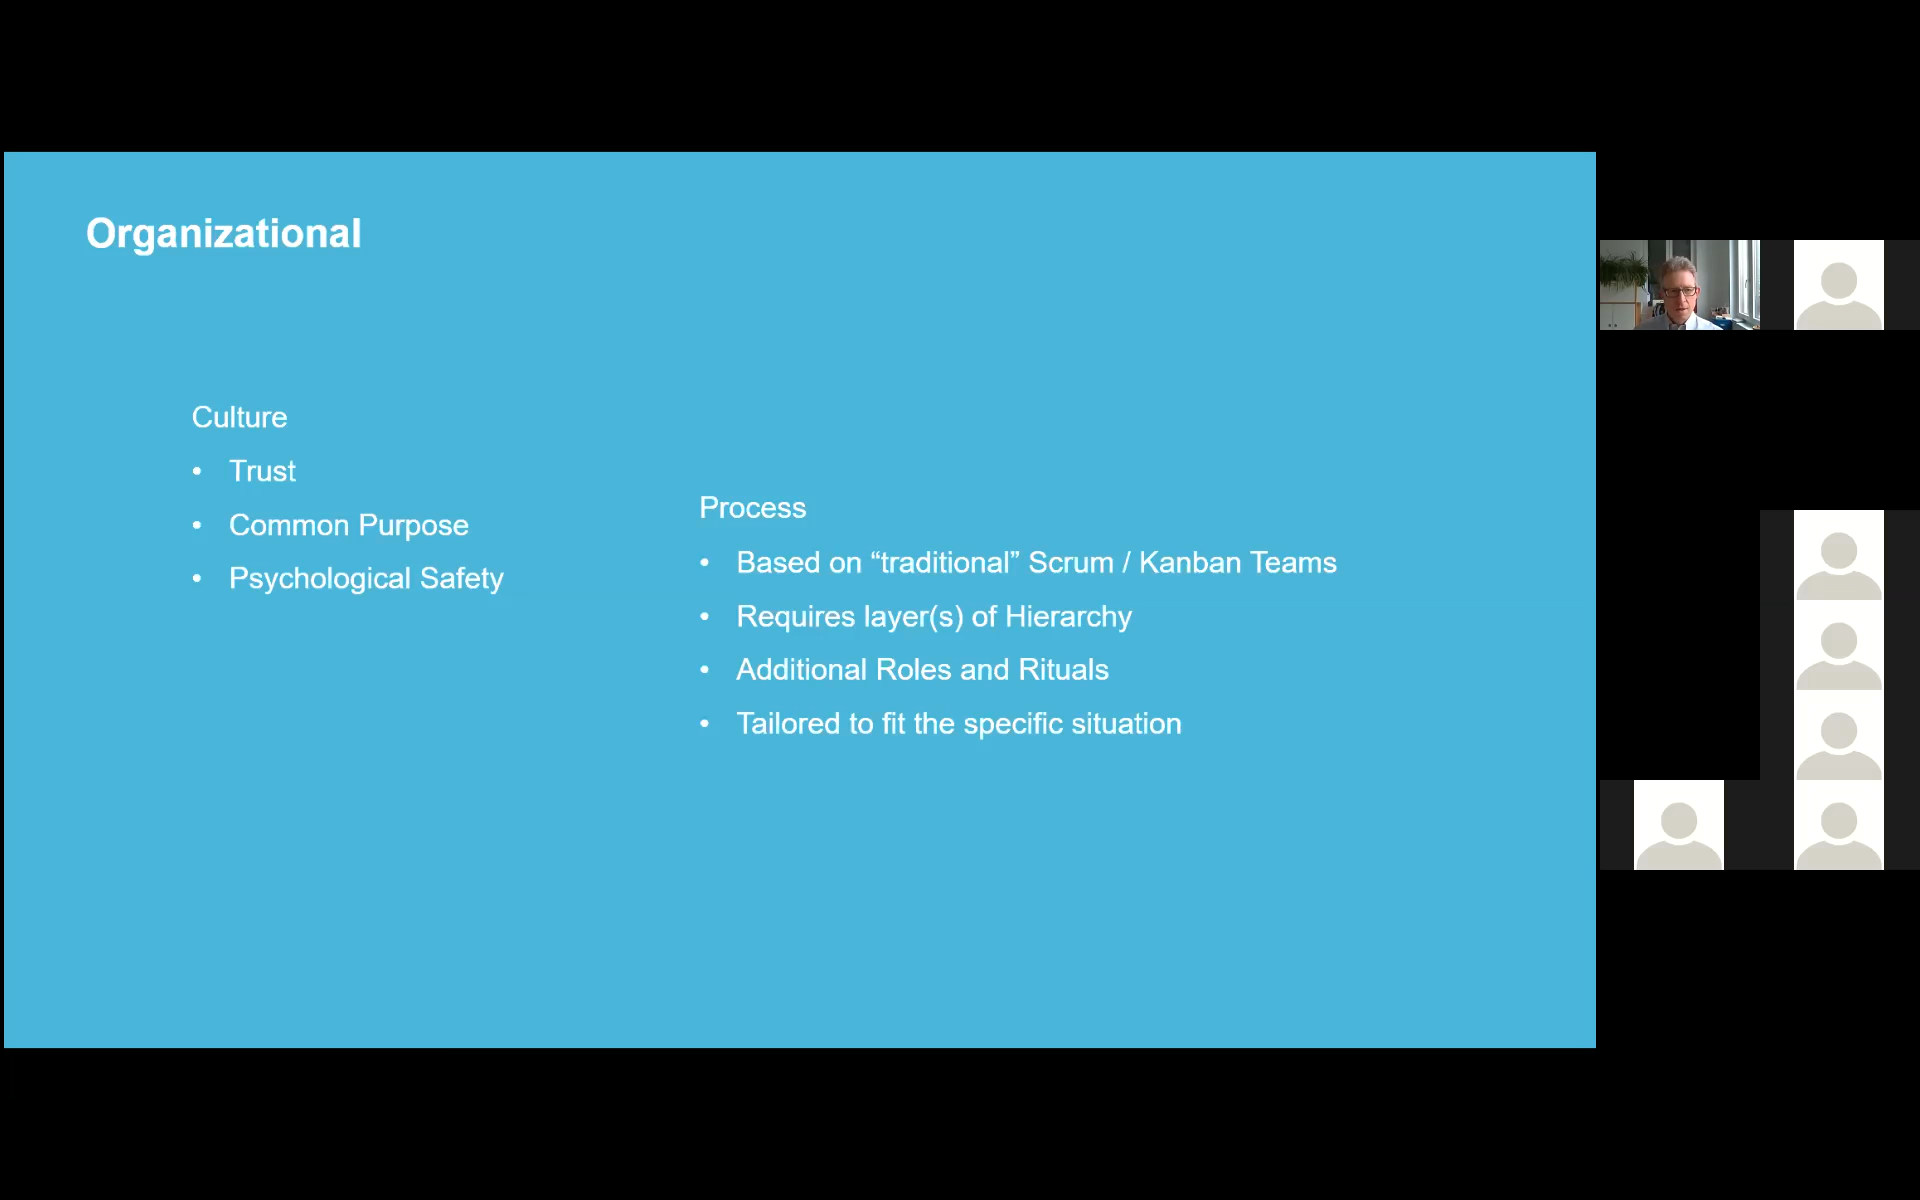 Organizational
Culture
• Trust
• Common Purpose
• Psychological Safety
Process
• Based on “traditional” Scrum / Kanban Teams
• Requires layer(s) of Hierarchy
• Additional Roles and Rituals
• Tailored to fit the specific situation